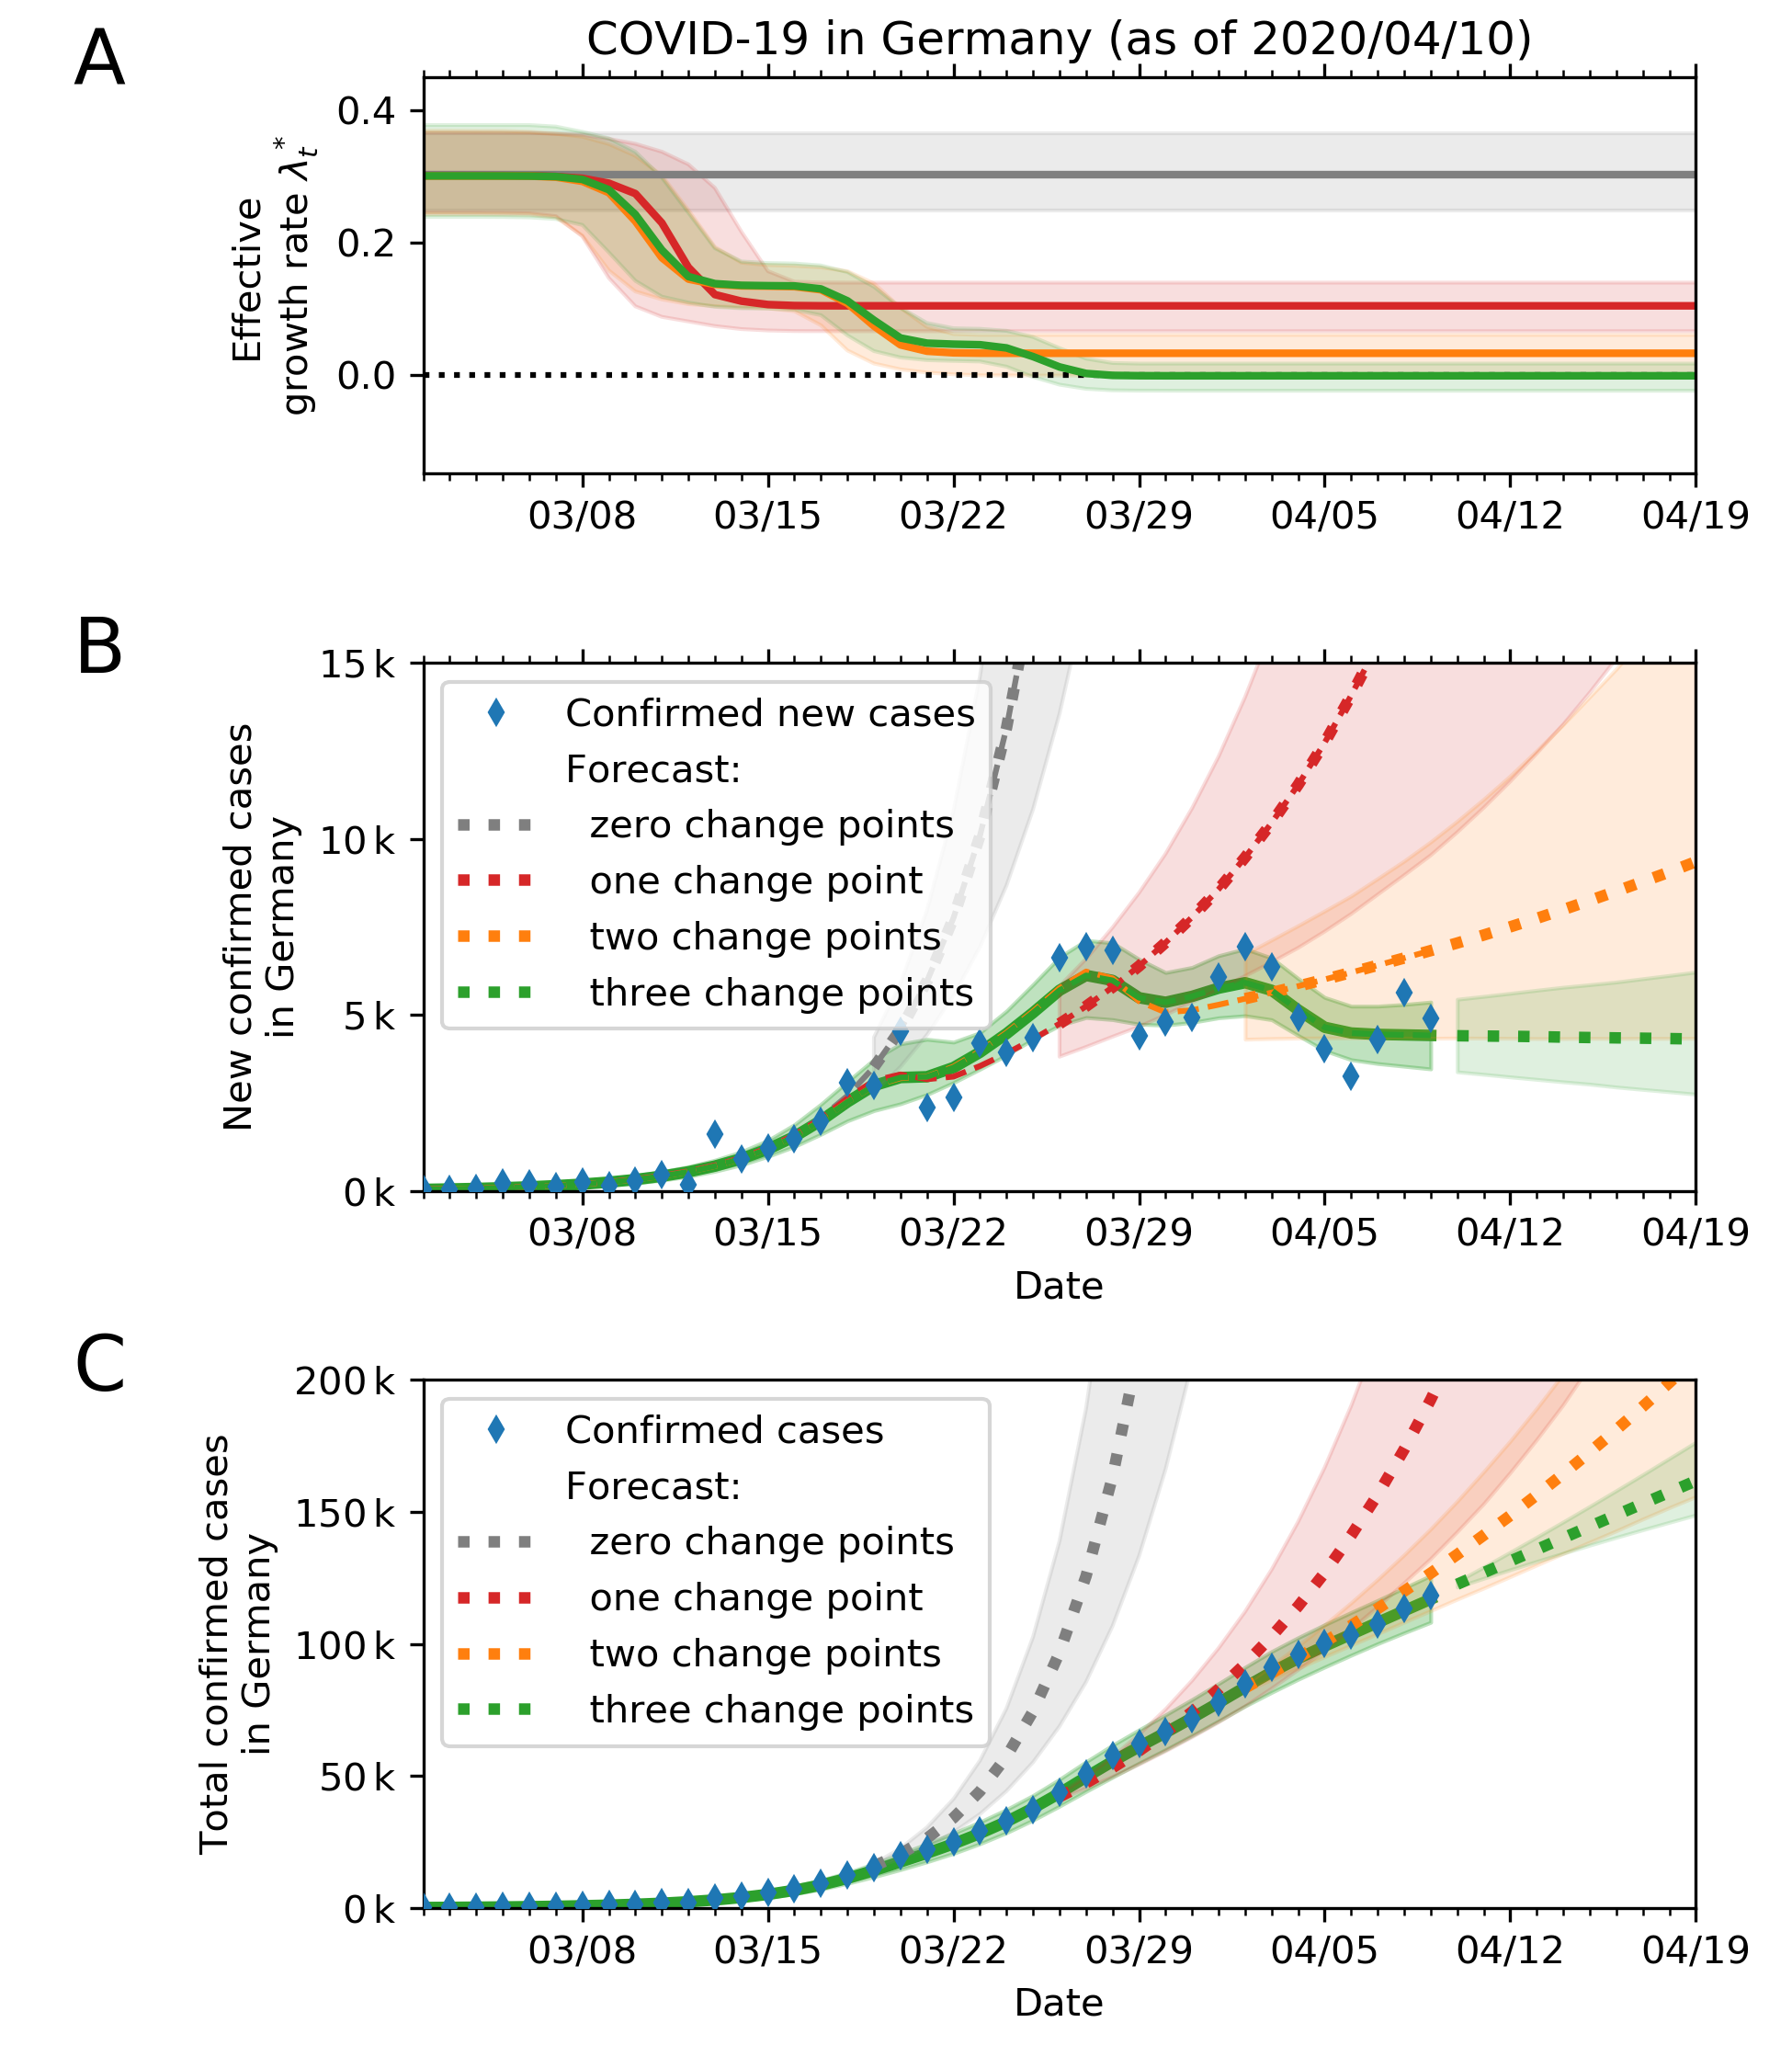 A
COVID-19 in Germany (as of 2020/04/10)
Effective
growth rate λ*t
0.4
0.2
0.0
03/08 03/15 03/22 03/29 04/05 04/12 04/19
B
New confirmed cases
in Germany
15 k
10 k
5 k
0 k
Confirmed new cases
Forecast:
zero change points
one change point
two change points
three change points
03/08 03/15 03/22 03/29 04/05 04/12 04/19
Date
C
Total confirmed cases
in Germany
200 k
150 k
100 k
50 k
0 k
Confirmed cases
Forecast:
zero change points
one change point
two change points
three change points
03/08 03/15 03/22 03/29 04/05 04/12 04/19
Date